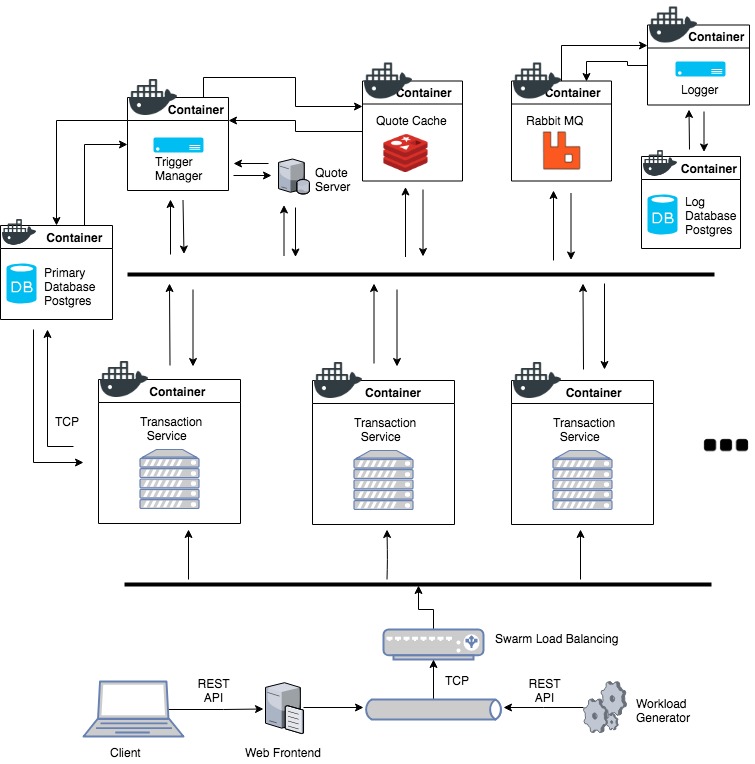 Container
Logger
Container
Log
Database
Postgres
Container
Rabbit MQ
Container
Quote Cache
Container
Trigger
Manager
Quote
Server
Container
DB
Primary
Database
Postgres
DB
TCP
Container
Transaction
Service
Container
Transaction
Service
Container
Transaction
Service
Swarm Load Balancing
TCP
REST
API
REST
API
Client
Web Frontend
Workload
Generator